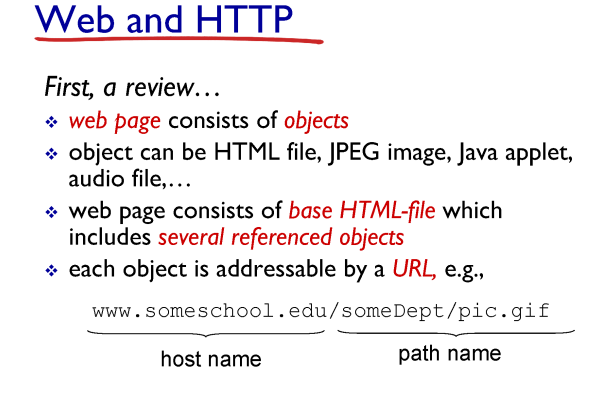 Web and HTTP
First, a review…
❖ web page consists of objects
❖ object can be HTML file, JPEG image, Java applet,
audio file,…
❖ web page consists of base HTML-file which
includes several referenced objects
❖ each object is addressable by a URL, e.g.,
www.someschool.edu/someDept/pic.gif
host name path name